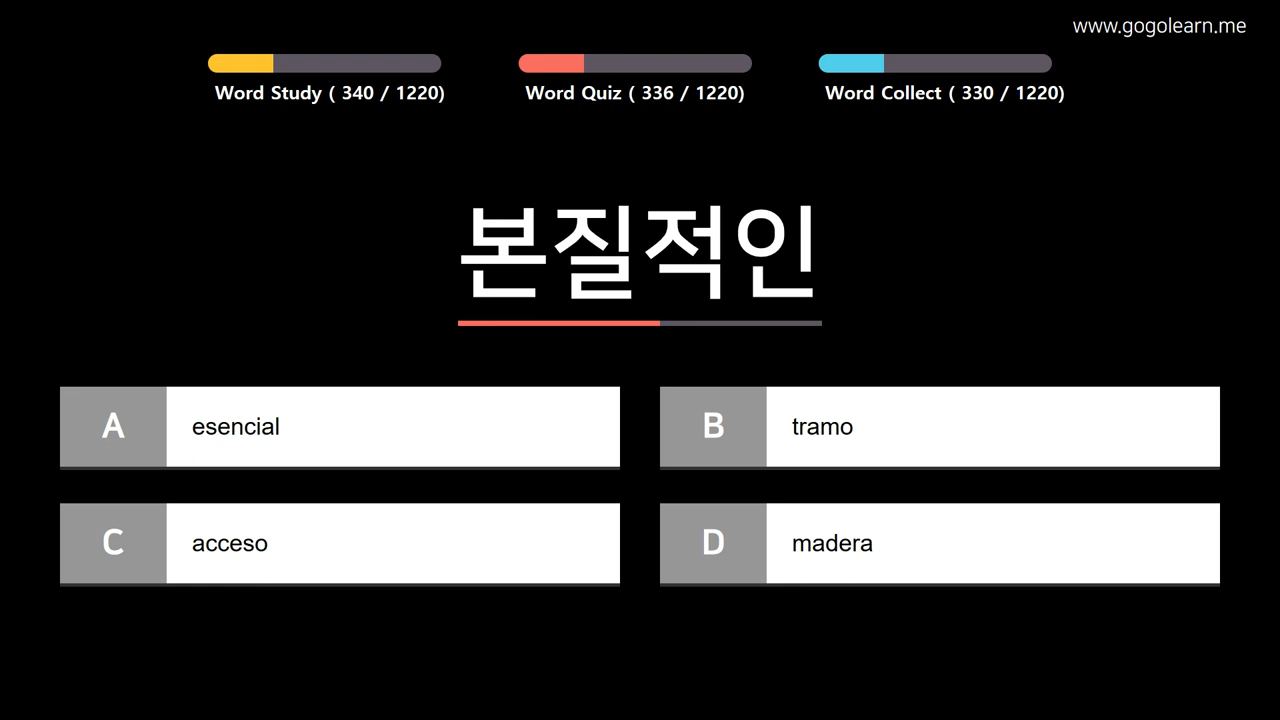 www.gogolearn.me
Word Study ( 340 / 1220)
Word Quiz ( 336 / 1220)
Word Collect ( 330 / 1220)
본질적인
A esencial
B tramo
C acceso
D madera